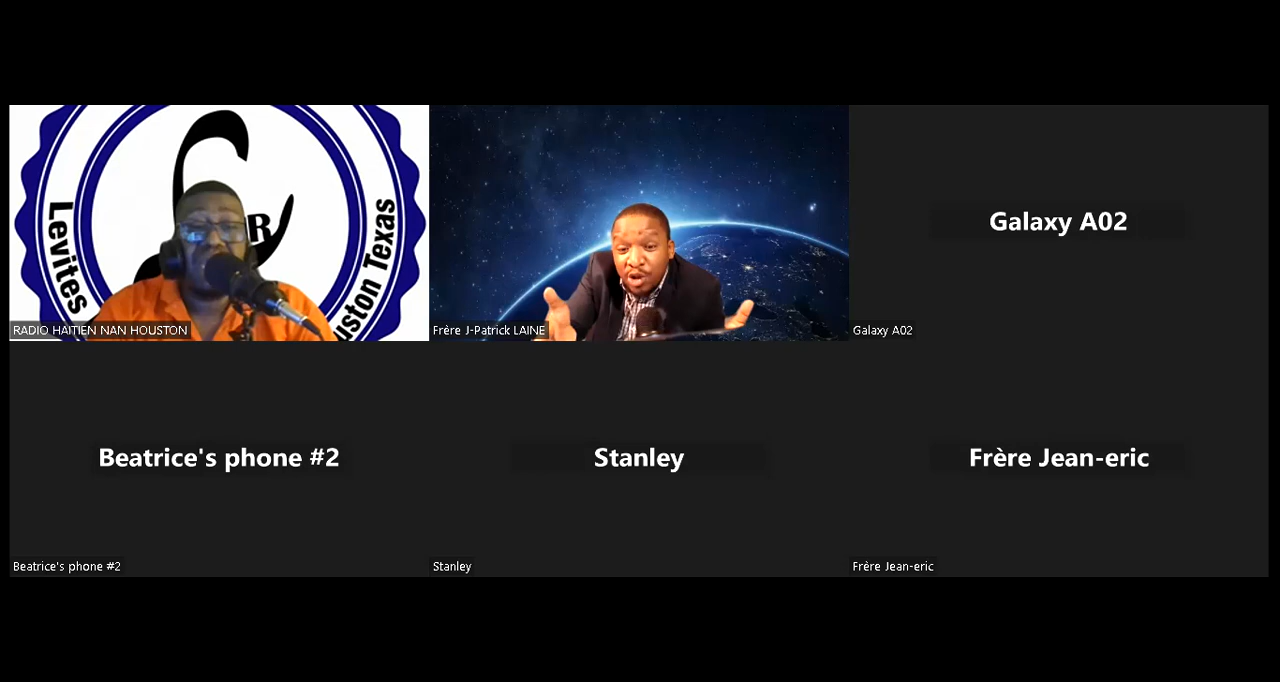 Levites
R
uston Texas
RADIO HAITIEN NAN HOUSTON
Frère J-Patrick LAINE
Galaxy A02
Galaxy A02
Beatrice's phone #2
Stanley
Frère Jean-eric
Beatrice's phone #2
Stanley
Frère Jean-eric